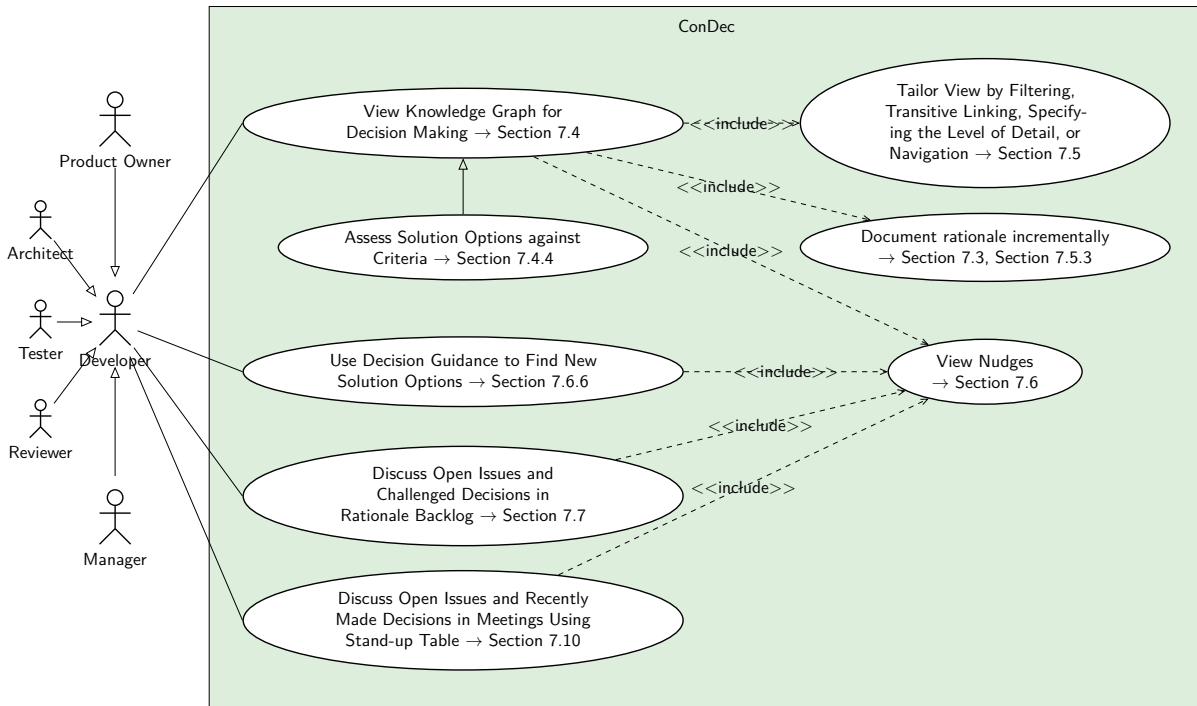 ConDec
Product Owner
Architect
Tester
Developer
Reviewer
Manager
View Knowledge Graph for
Decision Making → Section 7.4
<<include>>
Tailor View by Filtering,
Transitive Linking, Specify-
ing the Level of Detail, or
Navigation → Section 7.5
<<include>>
Assess Solution Options against
Criteria → Section 7.4.4
<<include>>
Document rationale incrementally
→ Section 7.3, Section 7.5.3
Use Decision Guidance to Find New
Solution Options → Section 7.6.6
<<include>>
View Nudges
→ Section 7.6
<<include>>
Discuss Open Issues and
Challenged Decisions in
Rationale Backlog → Section 7.7
<<include>>
Discuss Open Issues and Recently
Made Decisions in Meetings Using
Stand-up Table → Section 7.10